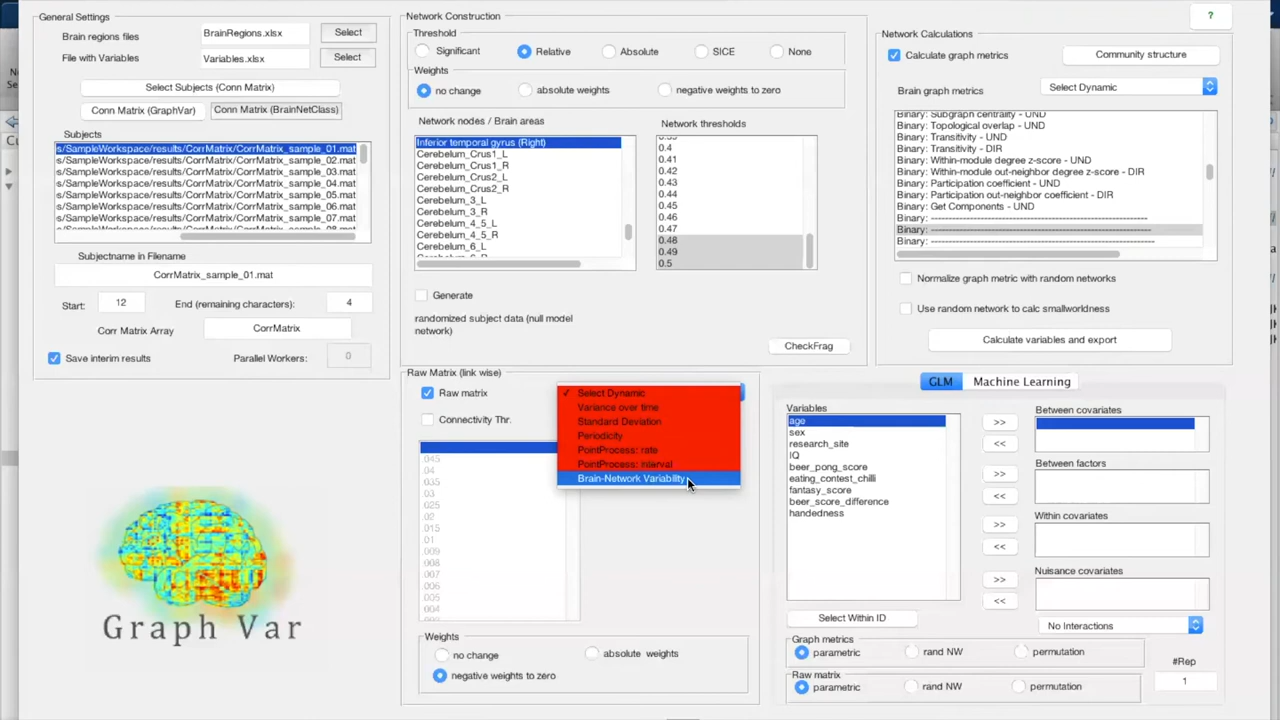 General Settings
Brain regions files
BrainRegions.xlsx
Select
File with Variables
Variables.xlsx
Select
Select Subjects (Conn Matrix)
Conn Matrix (GraphVar)
Conn Matrix (BrainNetClass)
Subjects
s/SampleWorkspace/results/CorrMatrix/CorrMatrix_sample_01.mat
s/SampleWorkspace/results/CorrMatrix/CorrMatrix_sample_02.mat
s/SampleWorkspace/results/CorrMatrix/CorrMatrix_sample_03.mat
s/SampleWorkspace/results/CorrMatrix/CorrMatrix_sample_04.mat
s/SampleWorkspace/results/CorrMatrix/CorrMatrix_sample_05.mat
s/SampleWorkspace/results/CorrMatrix/CorrMatrix_sample_06.mat
s/SampleWorkspace/results/CorrMatrix/CorrMatrix_sample_07.mat
Subjectname in Filename
CorrMatrix_sample_01.mat
Start:
12
End (remaining characters):
4
Corr Matrix Array
CorrMatrix
Save interim results
Parallel Workers:
0
Graph Var
Network Construction
Threshold
Significant
Relative
Absolute
SICE
None
Weights
no change
absolute weights
negative weights to zero
Network nodes / Brain areas
Inferior temporal gyrus (Right)
Cerebelum_Crus1_L
Cerebelum_Crus1_R
Cerebelum_Crus2_L
Cerebelum_Crus2_R
Cerebelum_3_L
Cerebelum_3_R
Cerebelum_4_5_L
Cerebelum_4_5_R
Cerebelum_6_L
Network thresholds
0.4
0.41
0.42
0.43
0.44
0.45
0.46
0.47
0.48
0.49
0.5
Generate
randomized subject data (null model
network)
CheckFrag
Raw Matrix (link wise)
Raw matrix
Connectivity Thr.
Select Dynamic
Variance over time
Standard Deviation
Periodicity
PointProcess: rate
PointProcess: interval
Brain-Network Variability
045
04
035
03
025
02
015
01
009
008
007
006
005
004
Weights
no change
absolute weights
negative weights to zero
?
Network Calculations
Calculate graph metrics
Community structure
Brain graph metrics
Select Dynamic
Binary: Subgraph centrality - UND
Binary: Topological overlap - UND
Binary: Transitivity - UND
Binary: Transitivity - DIR
Binary: Within-module degree z-score - UND
Binary: Within-module out-neighbor degree z-score - DIR
Binary: Participation coefficient - UND
Binary: Participation out-neighbor coefficient - DIR
Binary: Get Components - UND
Binary: ------------------------------------------------------
Binary: ------------------------------------------------------
Binary: ------------------------------------------------------
Normalize graph metric with random networks
Use random network to calc smallworldness
Calculate variables and export
GLM
Machine Learning
Variables
age
sex
research_site
IQ
beer_pong_score
eating_contest_chilli
fantasy_score
beer_score_difference
handedness
Select Within ID
>>
<<
>>
<<
>>
<<
>>
<<
Between covariates
Between factors
Within covariates
Nuisance covariates
No Interactions
Graph metrics
parametric
rand NW
permutation
Raw matrix
parametric
rand NW
permutation
#Rep
1